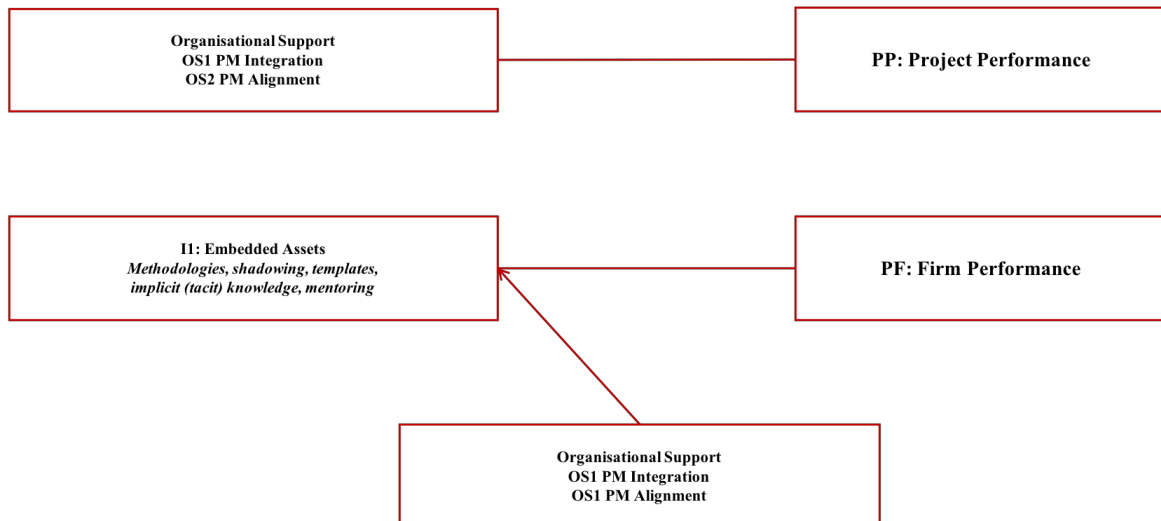 Organisational Support
OS1 PM Integration
OS2 PM Alignment
PP: Project Performance
I1: Embedded Assets
Methodologies, shadowing, templates,
implicit (tacit) knowledge, mentoring
PF: Firm Performance
Organisational Support
OS1 PM Integration
OS1 PM Alignment